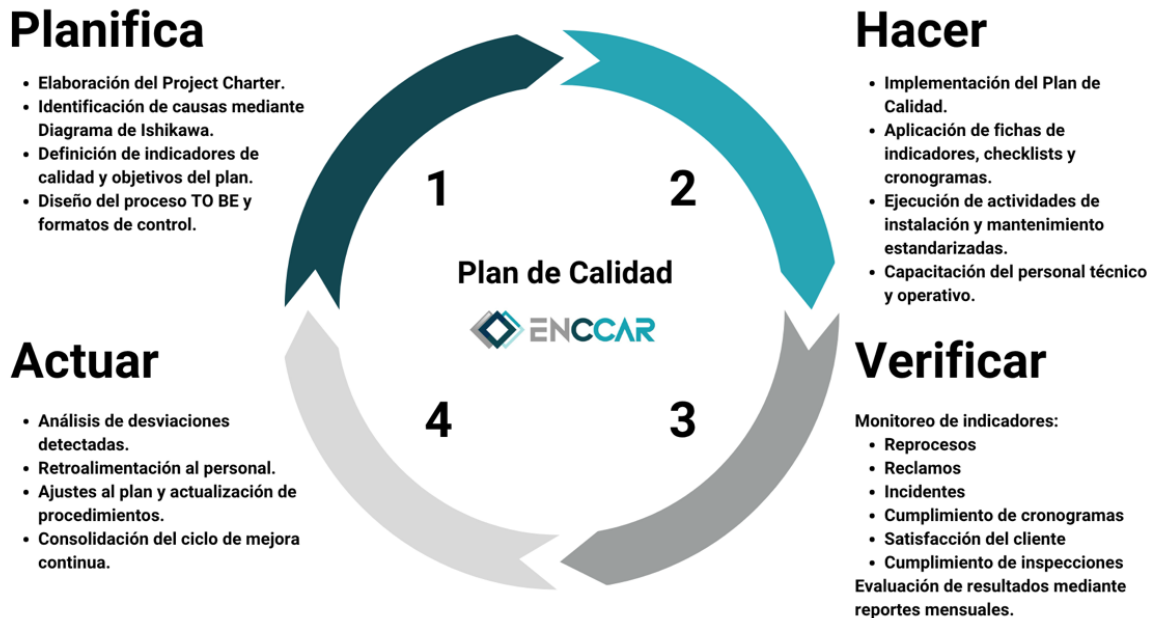 Planifica
• Elaboración del Project Charter.
• Identificación de causas mediante
Diagrama de Ishikawa.
• Definición de indicadores de
calidad y objetivos del plan.
• Diseño del proceso TO BE y
formatos de control.
Hacer
• Implementación del Plan de
Calidad.
• Aplicación de fichas de
indicadores, checklists y
cronogramas.
• Ejecución de actividades de
instalación y mantenimiento
estandarizadas.
• Capacitación del personal técnico
y operativo.
1
2
Plan de Calidad
ENCCAR
4
3
Actuar
• Análisis de desviaciones
detectadas.
• Retroalimentación al personal.
• Ajustes al plan y actualización de
procedimientos.
• Consolidación del ciclo de mejora
continua.
Verificar
Monitoreo de indicadores:
• Reprocesos
• Reclamos
• Incidentes
• Cumplimiento de cronogramas
• Satisfacción del cliente
• Cumplimiento de inspecciones
Evaluación de resultados mediante
reportes mensuales.